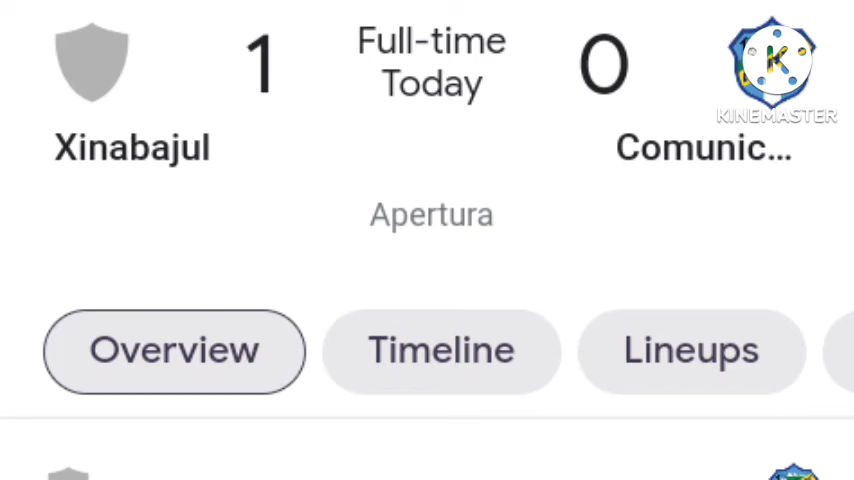 1 Full-time 0
Today
KINEMASTER
Xinabajul Comunic...
Apertura
Overview Timeline Lineups